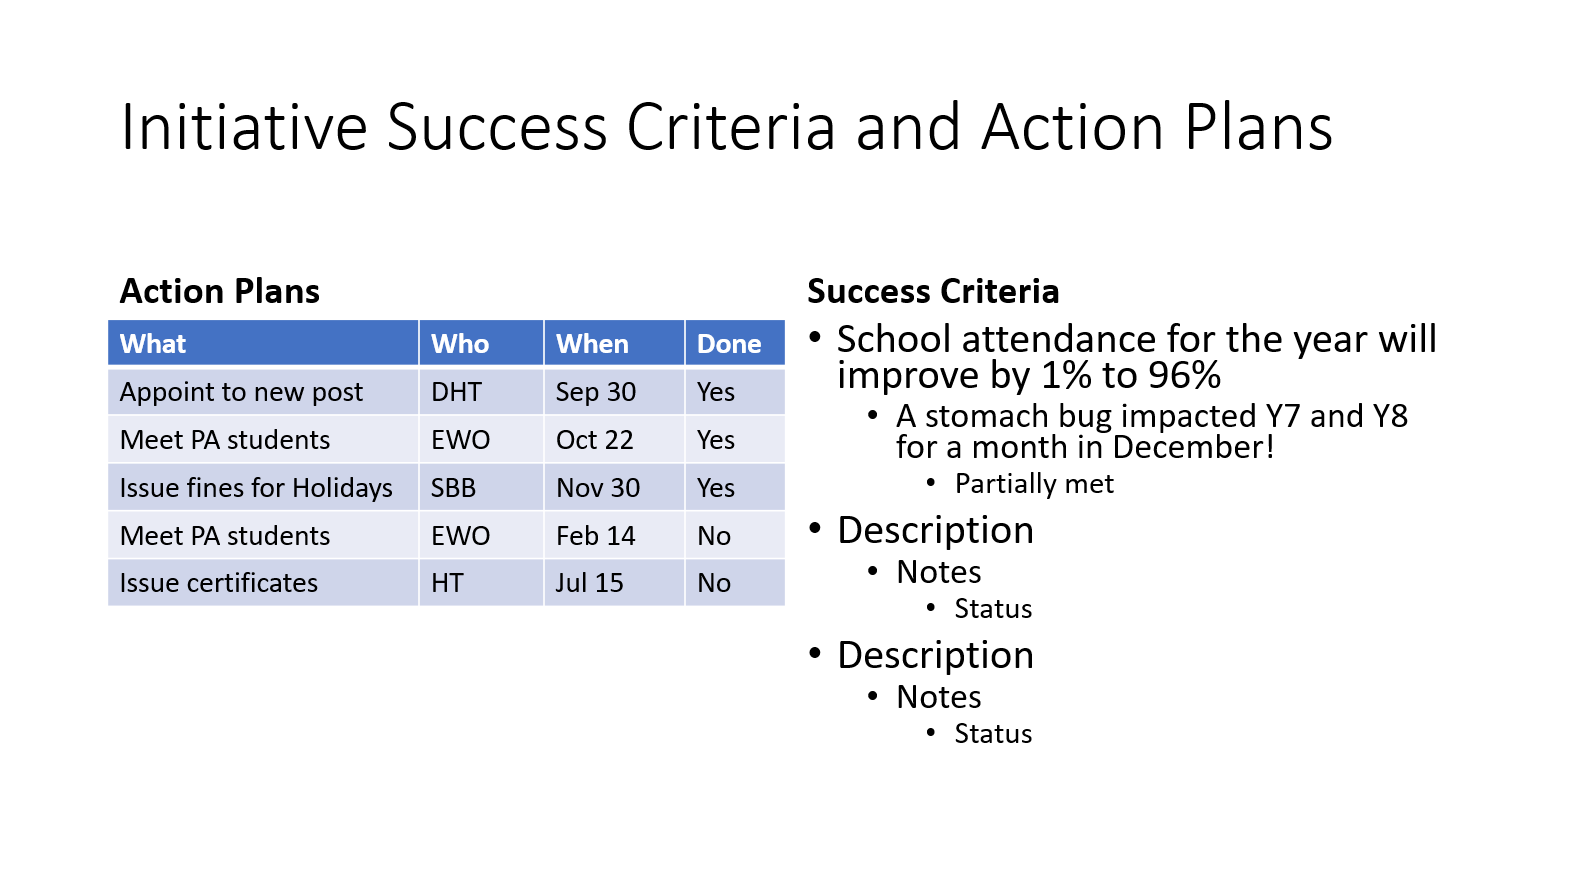 Initiative Success Criteria and Action Plans
Action Plans
What Who When Done
Appoint to new post DHT Sep 30 Yes
Meet PA students EWO Oct 22 Yes
Issue fines for Holidays SBB Nov 30 Yes
Meet PA students EWO Feb 14 No
Issue certificates HT Jul 15 No
Success Criteria
• School attendance for the year will
improve by 1% to 96%
• A stomach bug impacted Y7 and Y8
for a month in December!
• Partially met
• Description
• Notes
• Status
• Description
• Notes
• Status